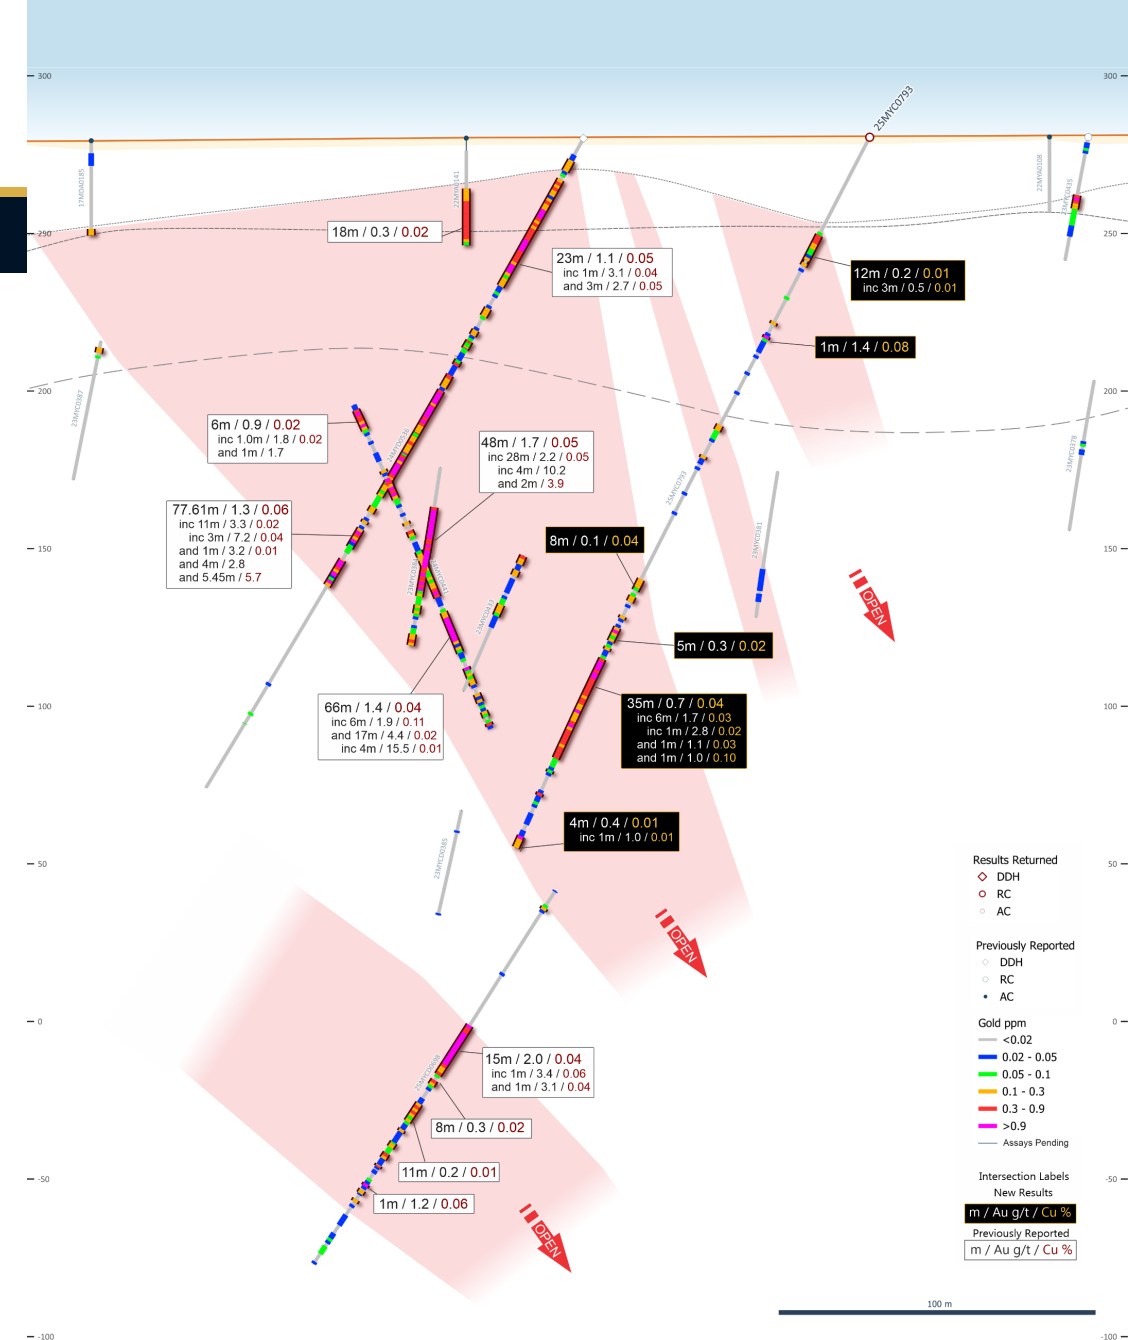 300
300
25MYC0793
17MDA0185
22MYA0141
22MYA0108
23MYC0435
250
250
18m / 0.3 / 0.02
23m / 1.1 / 0.05
inc 1m / 3.1 / 0.04
and 3m / 2.7 / 0.05
12m / 0.2 / 0.01
inc 3m / 0.5 / 0.01
1m / 1.4 / 0.08
200
200
23MYC0387
23MYC0378
6m / 0.9 / 0.02
inc 1.0m / 1.8 / 0.02
and 1m / 1.7
48m / 1.7 / 0.05
inc 28m / 2.2 / 0.05
inc 4m / 10.2
and 2m / 3.9
25MYC0793
77.61m / 1.3 / 0.06
inc 11m / 3.3 / 0.02
inc 3m / 7.2 / 0.04
and 1m / 3.2 / 0.01
and 4m / 2.8
and 5.45m / 5.7
8m / 0.1 / 0.04
23MYC0381
150
150
OPEN
5m / 0.3 / 0.02
66m / 1.4 / 0.04
inc 6m / 1.9 / 0.11
and 17m / 4.4 / 0.02
inc 4m / 15.5 / 0.01
35m / 0.7 / 0.04
inc 6m / 1.7 / 0.03
inc 1m / 2.8 / 0.02
and 1m / 1.1 / 0.03
and 1m / 1.0 / 0.10
100
100
4m / 0.4 / 0.01
inc 1m / 1.0 / 0.01
50
50
OPEN
0
0
15m / 2.0 / 0.04
inc 1m / 3.4 / 0.06
and 1m / 3.1 / 0.04
8m / 0.3 / 0.02
11m / 0.2 / 0.01
1m / 1.2 / 0.06
-50
-50
OPEN
Results Returned
DDH
RC
AC
Previously Reported
DDH
RC
AC
Gold ppm
<0.02
0.02 - 0.05
0.05 - 0.1
0.1 - 0.3
0.3 - 0.9
>0.9
Assays Pending
Intersection Labels
New Results
m / Au g/t / Cu %
Previously Reported
m / Au g/t / Cu %
100 m
-100
-100